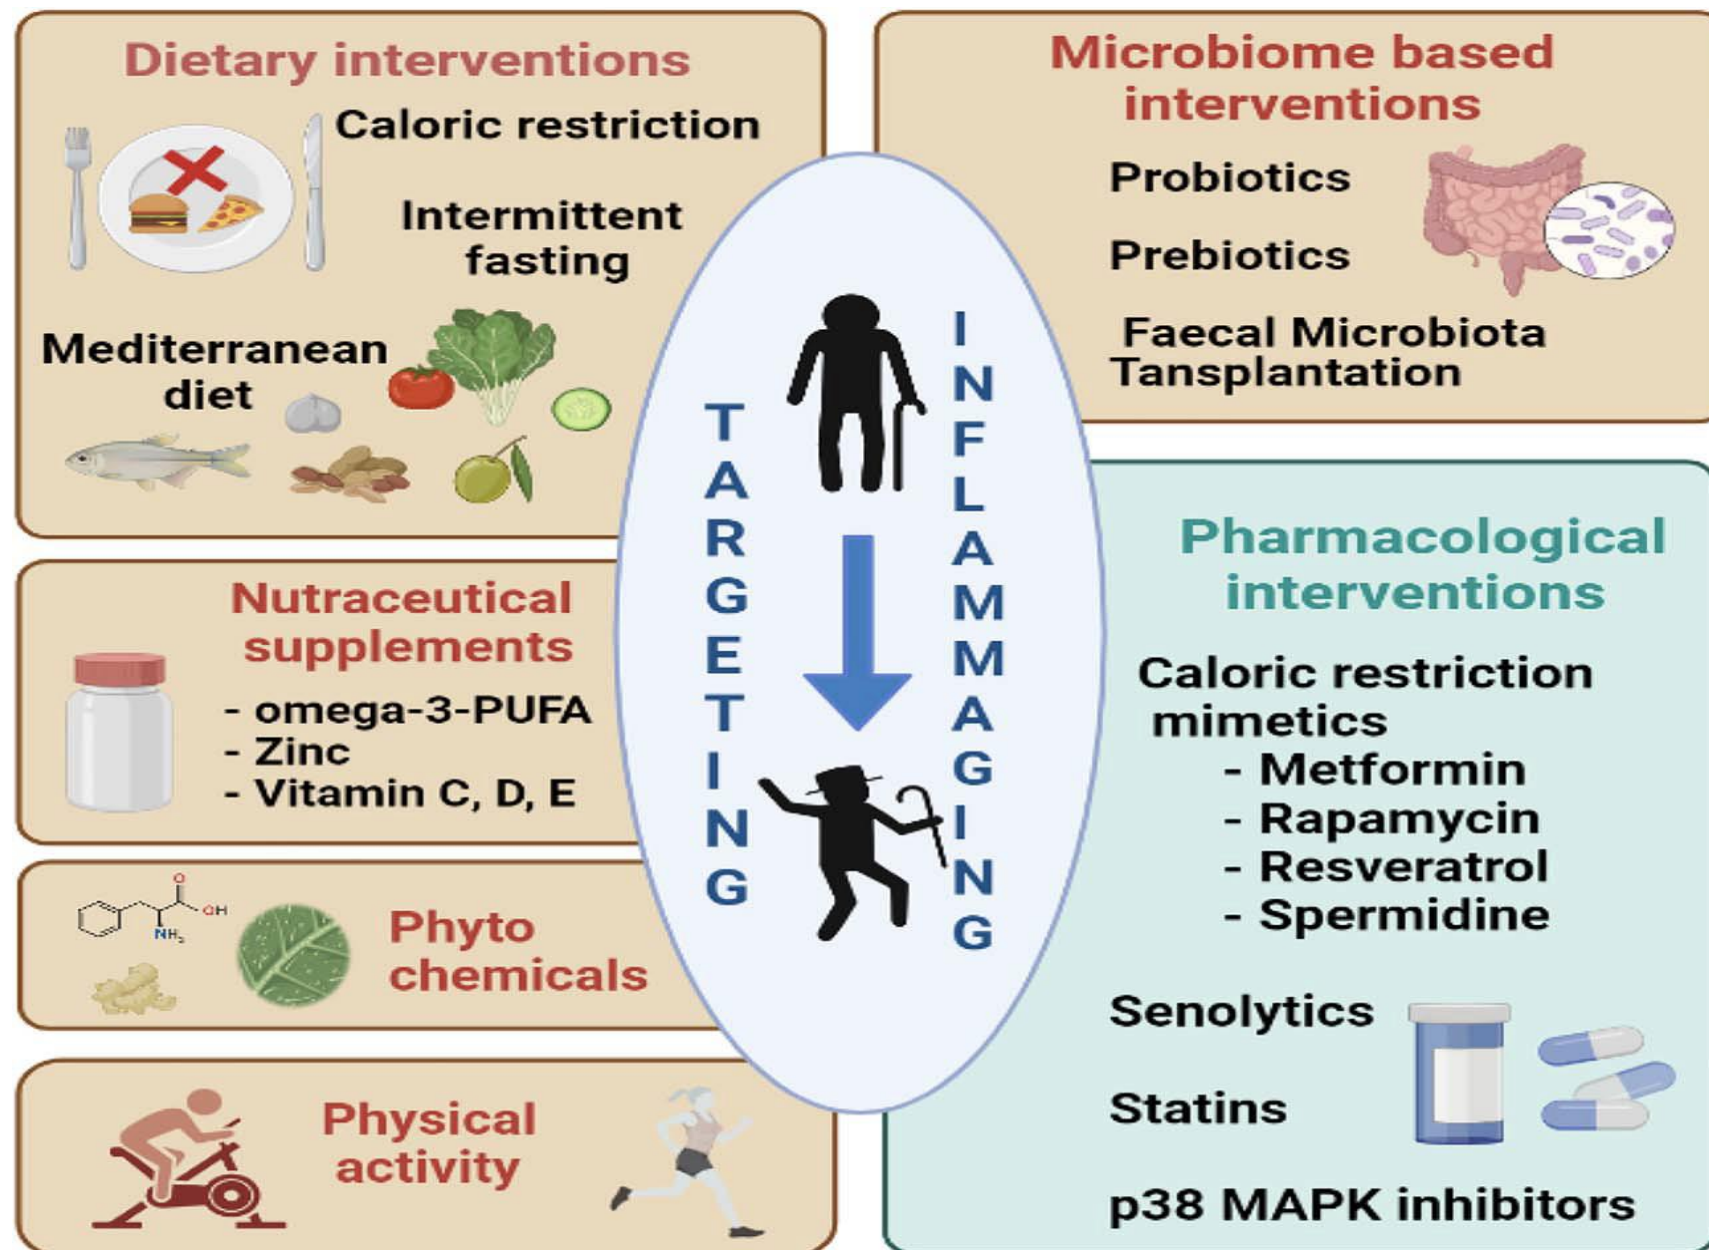 Dietary interventions
Caloric restriction
Intermittent
fasting
Mediterranean
diet
Nutraceutical
supplements
- omega-3-PUFA
- Zinc
- Vitamin C, D, E
O
OH
NH₂
Phyto
chemicals
Physical
activity
TARGETING
INFLAMMAGING
Microbiome based
interventions
Probiotics
Prebiotics
Faecal Microbiota
Tansplantation
Pharmacological
interventions
Caloric restriction
mimetics
- Metformin
- Rapamycin
- Resveratrol
- Spermidine
Senolytics
Statins
p38 MAPK inhibitors